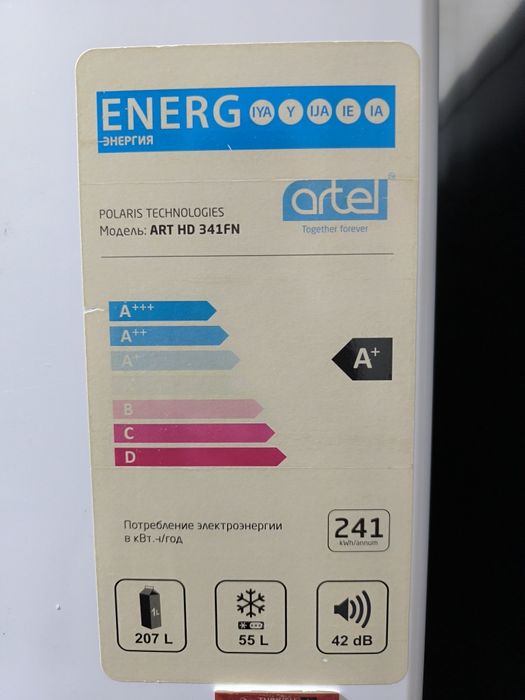 ENERG IYA Y IJA IE IA
ЭНЕРГИЯ
artel
Together forever
POLARIS TECHNOLOGIES
Модель: ART HD 341FN
A+++
A++
A+
A
B
C
D
A+
Потребление электроэнергии
в кВт.ч/год
241
kWh/annum
1L
207 L
55 L
42 dB